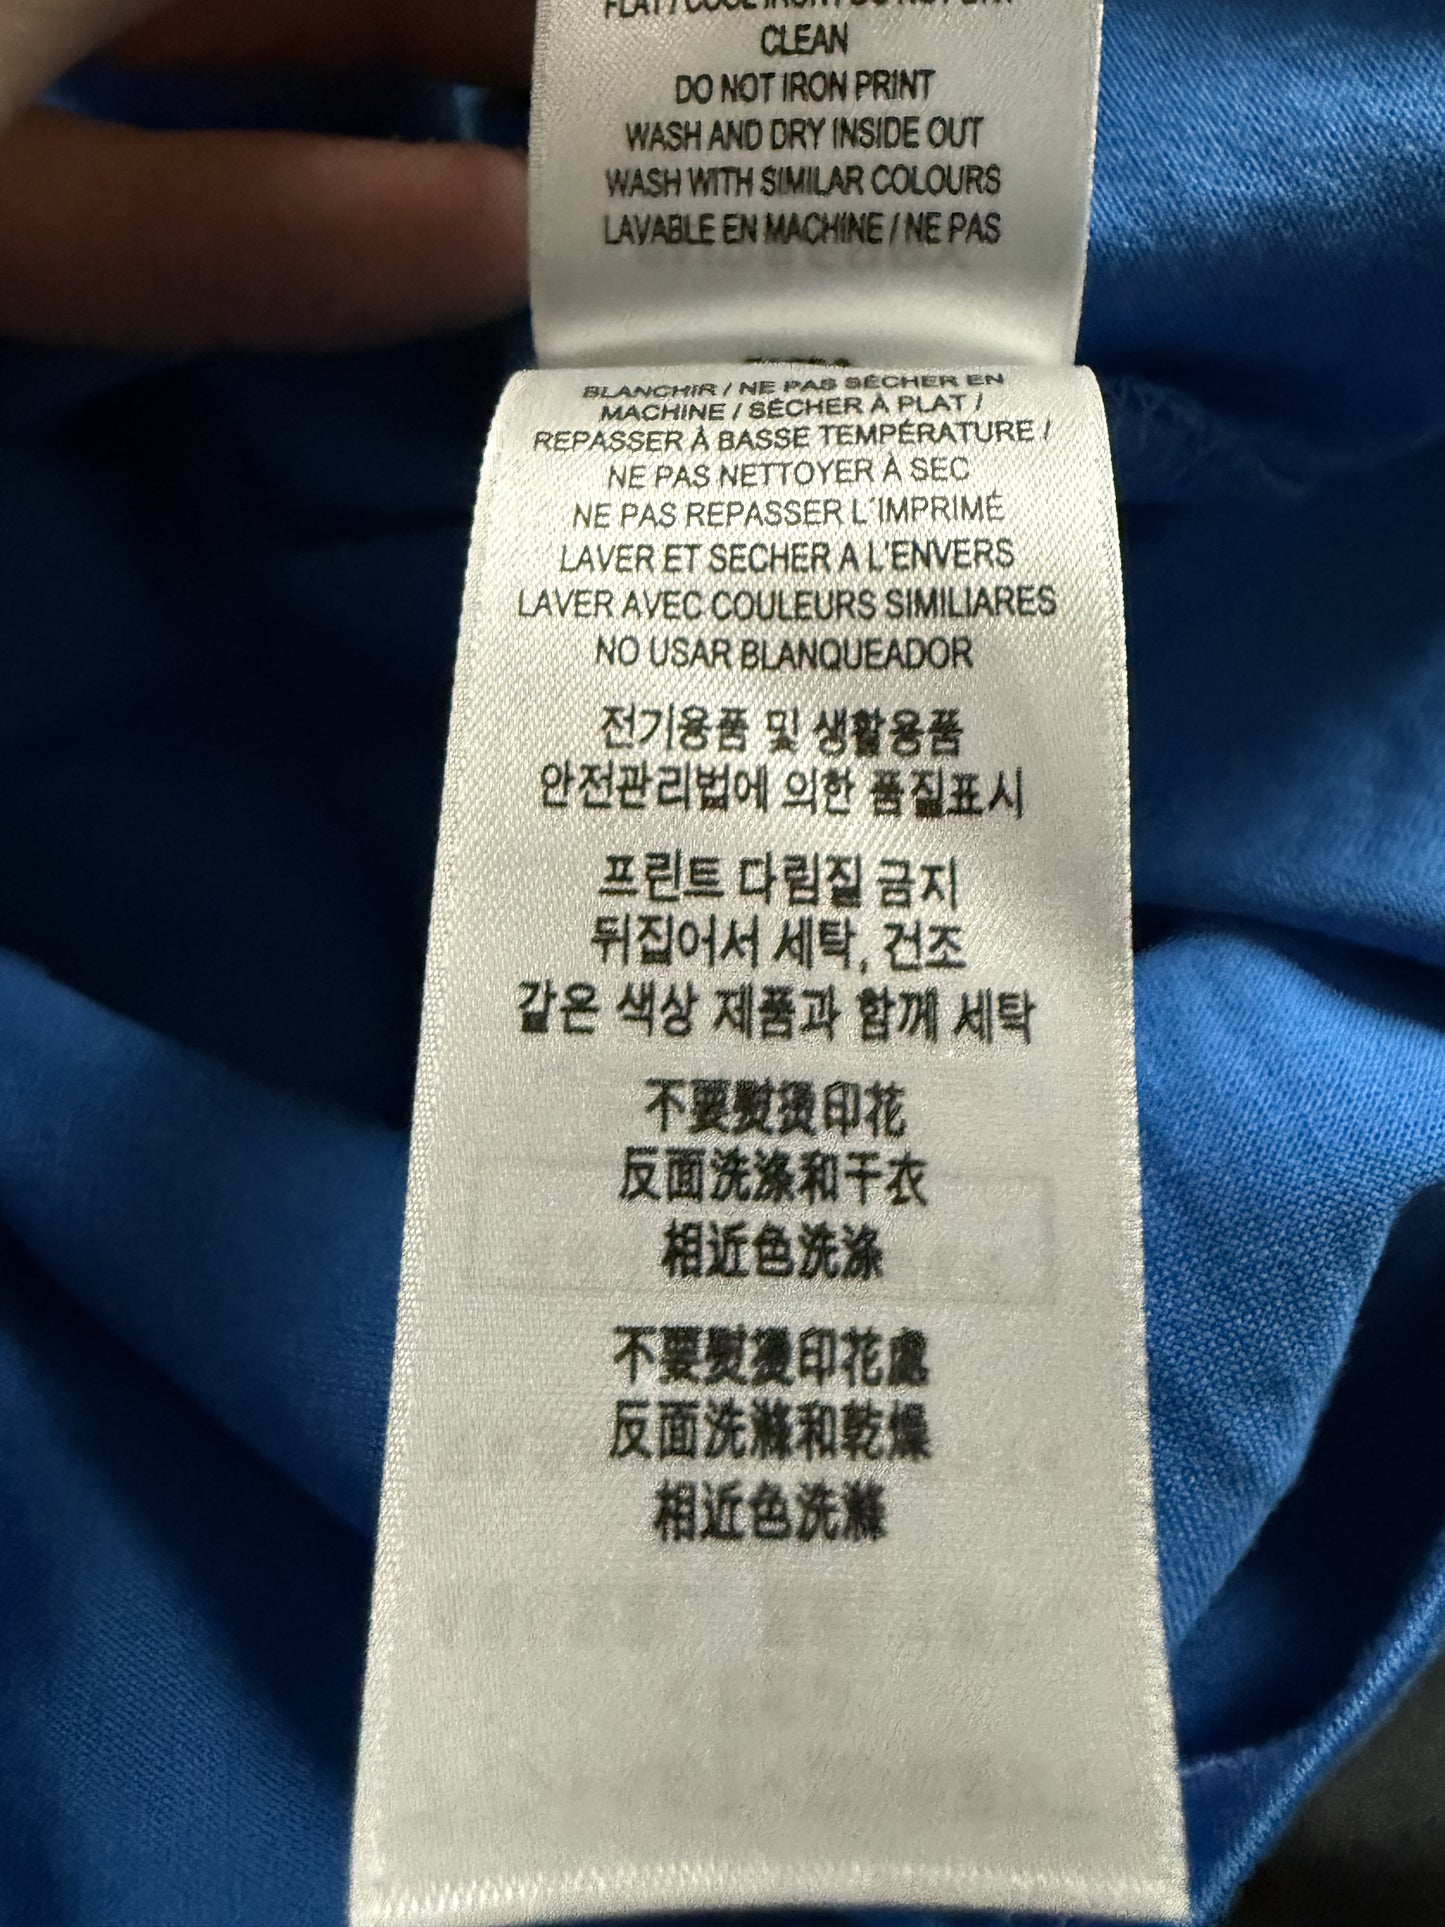 CLEAN
DO NOT IRON PRINT
WASH AND DRY INSIDE OUT
WASH WITH SIMILAR COLOURS
LAVABLE EN MACHINE / NE PAS
BLANCHIR / NE PAS SÉCHER EN
MACHINE / SÉCHER À PLAT /
REPASSER À BASSE TEMPÉRATURE /
NE PAS NETTOYER À SEC
NE PAS REPASSER L'IMPRIMÉ
LAVER ET SECHER A L'ENVERS
LAVER AVEC COULEURS SIMILIARES
NO USAR BLANQUEADOR
전기용품 및 생활용품
안전관리법에 의한 품질표시
프린트 다림질 금지
뒤집어서 세탁, 건조
같은 색상 제품과 함께 세탁
不要熨烫印花
反面洗涤和干衣
相近色洗涤
不要熨燙印花處
反面洗滌和乾燥
相近色洗滌